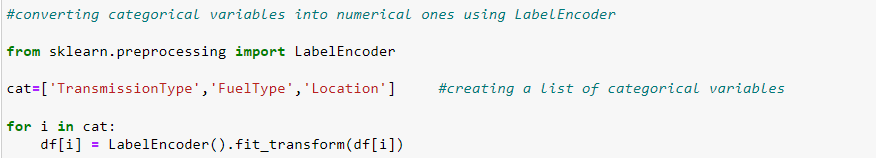 #converting categorical variables into numerical ones using LabelEncoder
from sklearn.preprocessing import LabelEncoder
cat=['TransmissionType','FuelType','Location']     #creating a list of categorical variables
for i in cat:
    df[i] = LabelEncoder().fit_transform(df[i])